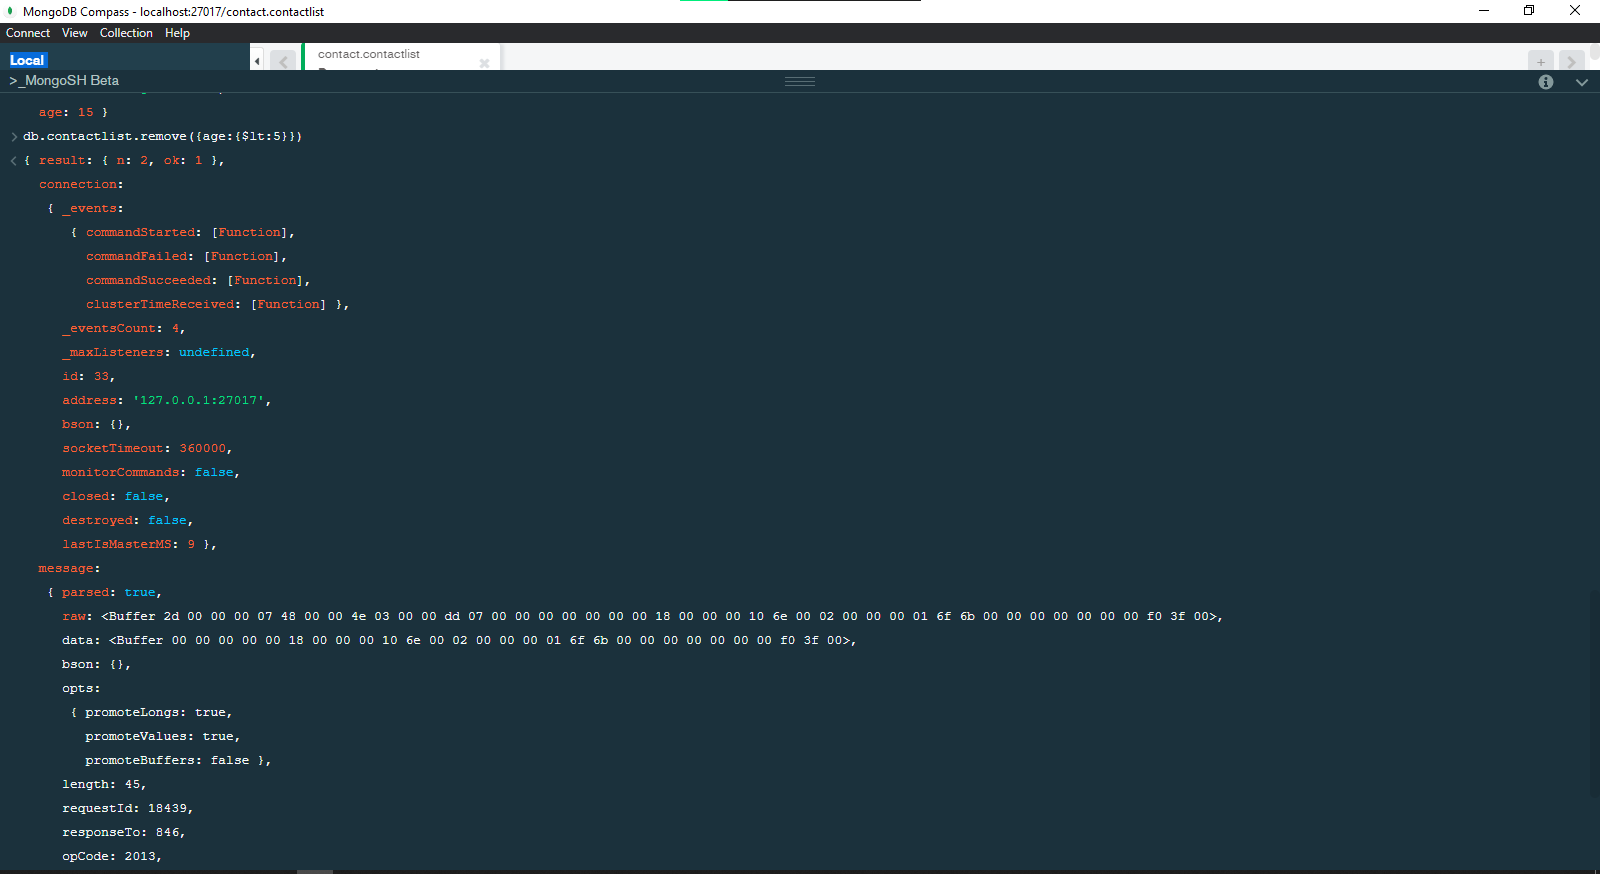 MongoDB Compass - localhost:27017/contact.contactlist
Connect View Collection Help
Local
contact.contactlist
>_MongoSH Beta
age: 15 }
> db.contactlist.remove({age:{$lt:5}})
< { result: { n: 2, ok: 1 },
connection:
{ _events:
{ commandStarted: [Function],
commandFailed: [Function],
commandSucceeded: [Function],
clusterTimeReceived: [Function] },
_eventsCount: 4,
_maxListeners: undefined,
id: 33,
address: '127.0.0.1:27017',
bson: {},
socketTimeout: 360000,
monitorCommands: false,
closed: false,
destroyed: false,
lastIsMasterMS: 9 },
message:
{ parsed: true,
raw: <Buffer 2d 00 00 00 07 48 00 00 4e 03 00 00 dd 07 00 00 00 00 00 00 00 18 00 00 00 10 6e 00 02 00 00 00 01 6f 6b 00 00 00 00 00 00 00 f0 3f 00>,
data: <Buffer 00 00 00 00 00 18 00 00 00 10 6e 00 02 00 00 00 01 6f 6b 00 00 00 00 00 00 00 f0 3f 00>,
bson: {},
opts:
{ promoteLongs: true,
promoteValues: true,
promoteBuffers: false },
length: 45,
requestId: 18439,
responseTo: 846,
opCode: 2013,